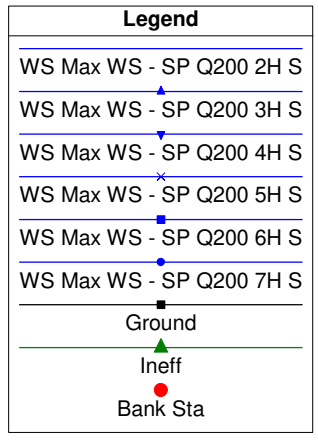 Legend
WS Max WS - SP Q200 2H S
WS Max WS - SP Q200 3H S
WS Max WS - SP Q200 4H S
WS Max WS - SP Q200 5H S
WS Max WS - SP Q200 6H S
WS Max WS - SP Q200 7H S
Ground
Ineff
Bank Sta